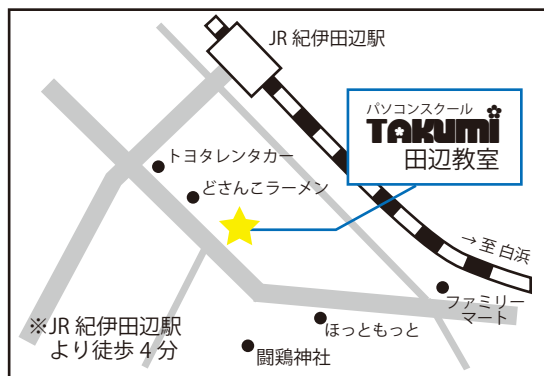 JR 紀伊田辺駅
パソコンスクール
TAKUMI
田辺教室
トヨタレンタカー
どさんこラーメン
→ 至 白浜
ファミリー
マート
ほっともっと
闘鶏神社
※JR 紀伊田辺駅
より徒歩 4 分